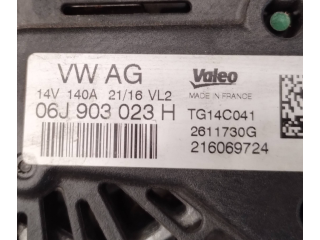 VW AG
14V 140A 21/16 VL2
06J 903 023 H
Valeo
MADE IN FRANCE
TG14C041
2611730G
216069724